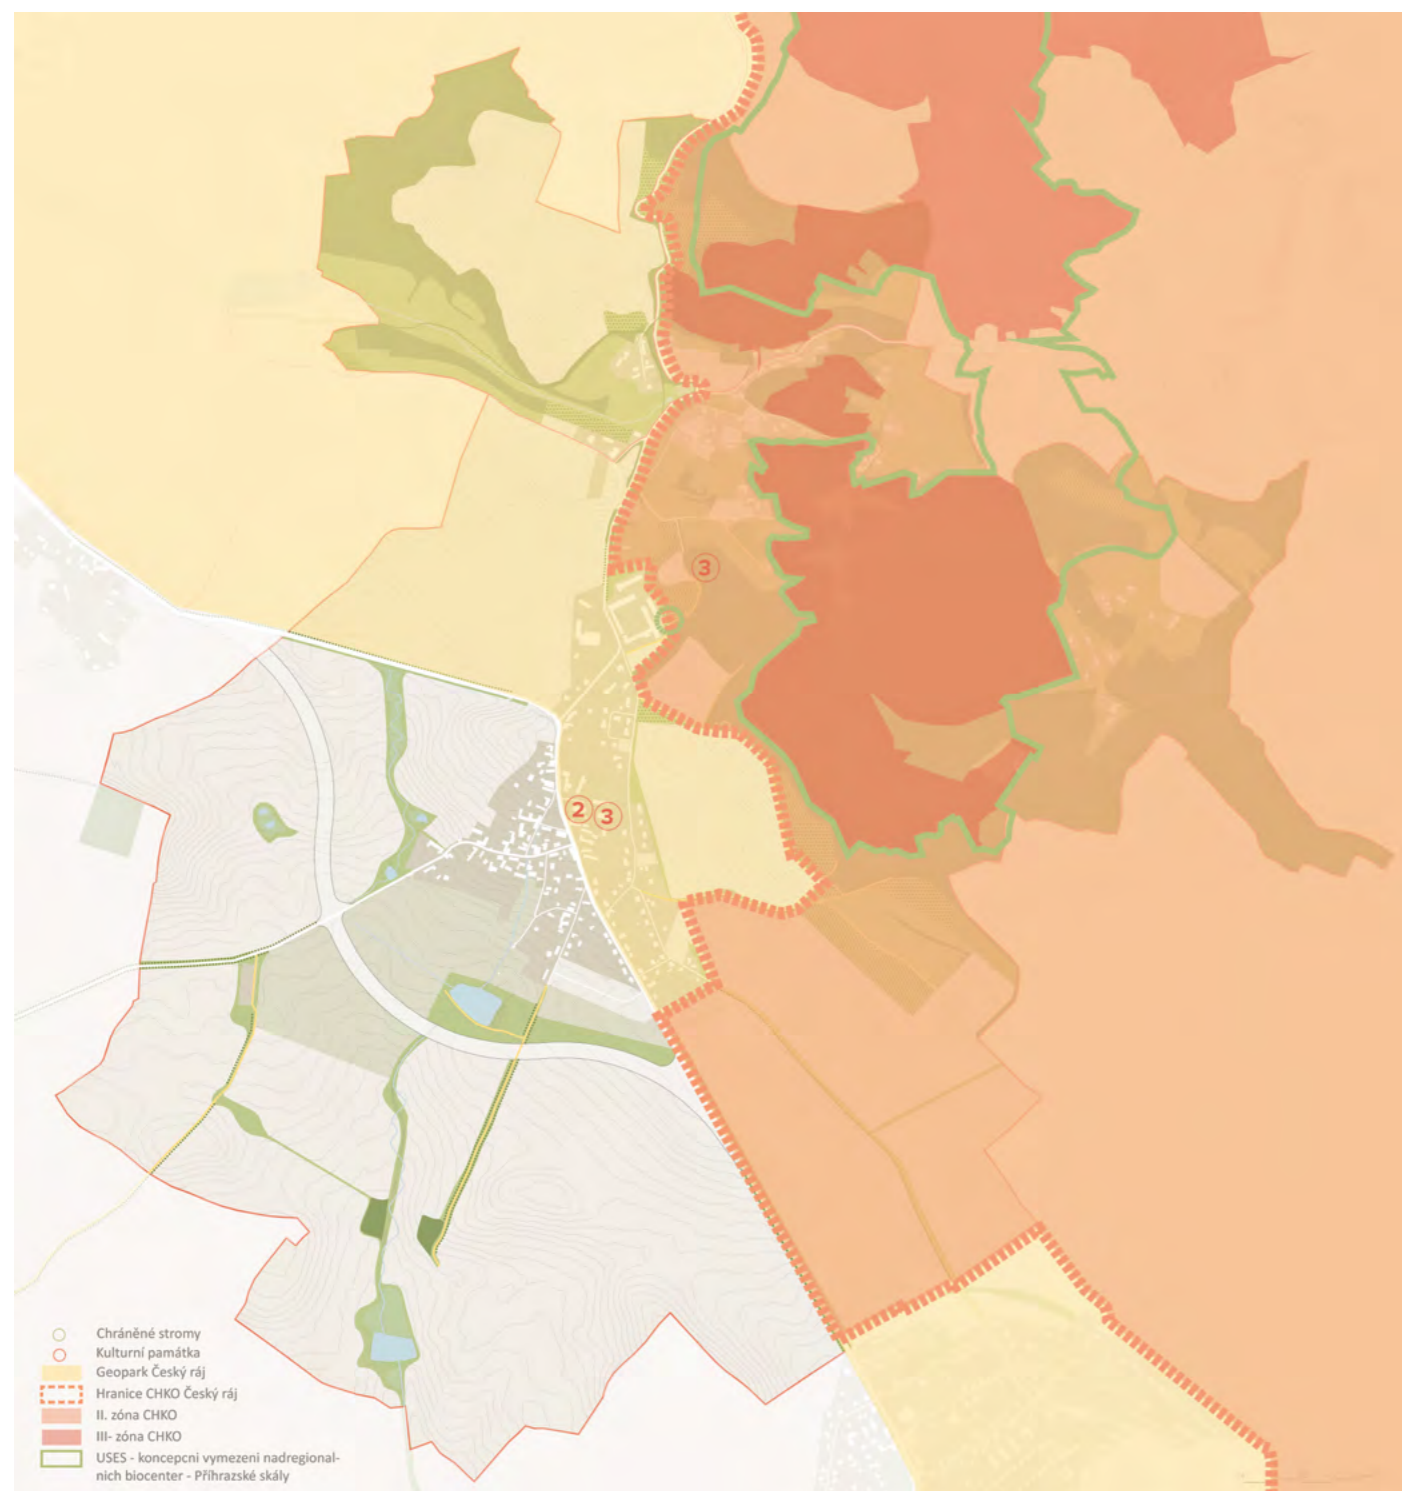 3
2
3
Chráněné stromy
Kulturní památka
Geopark Český ráj
Hranice CHKO Český ráj
II. zóna CHKO
III- zóna CHKO
USES - koncepcni vymezeni nadregional-
nich biocenter - Příhrazské skály